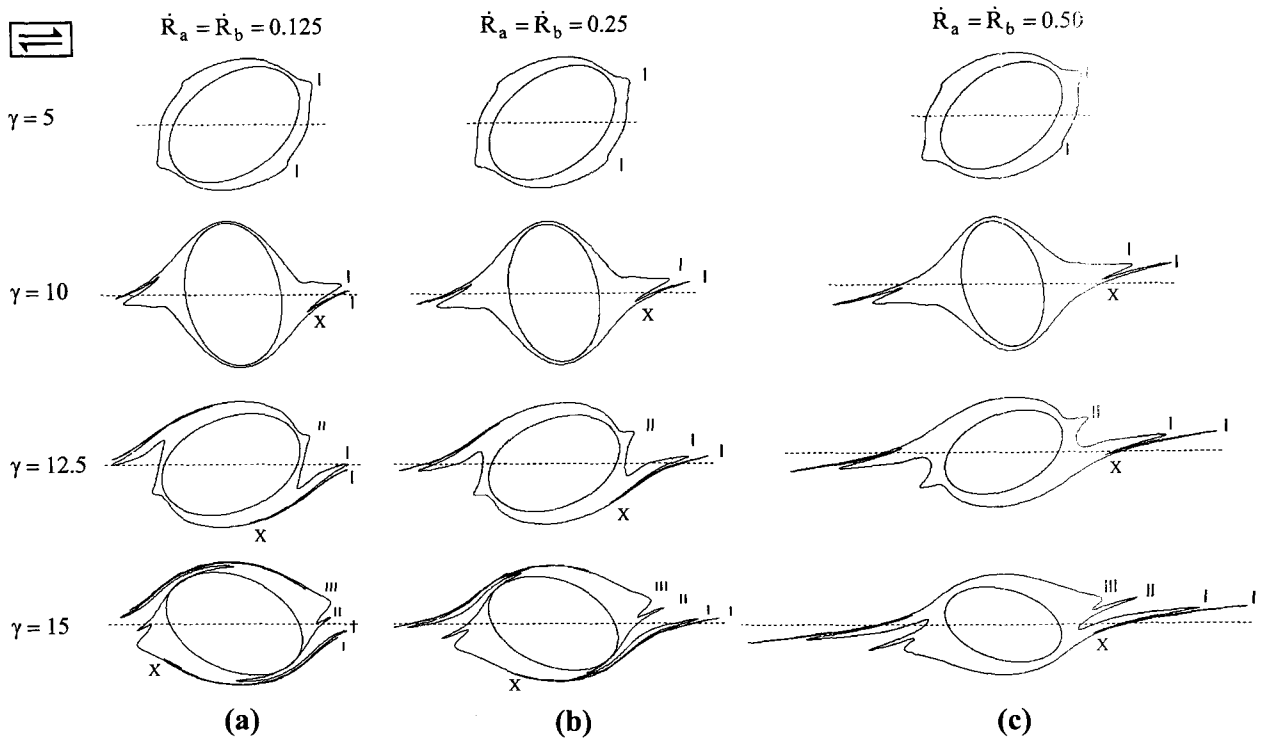 Ṙa = Ṙb = 0.125 Ṙa = Ṙb = 0.25 Ṙa = Ṙb = 0.50
γ = 5
I I II
I I I
γ = 10
I I I
I I I
X X X
γ = 12.5
II II II
I I I
I I I
X X X
γ = 15
III III III
II II II
I I I I I I
X X X
(a) (b) (c)